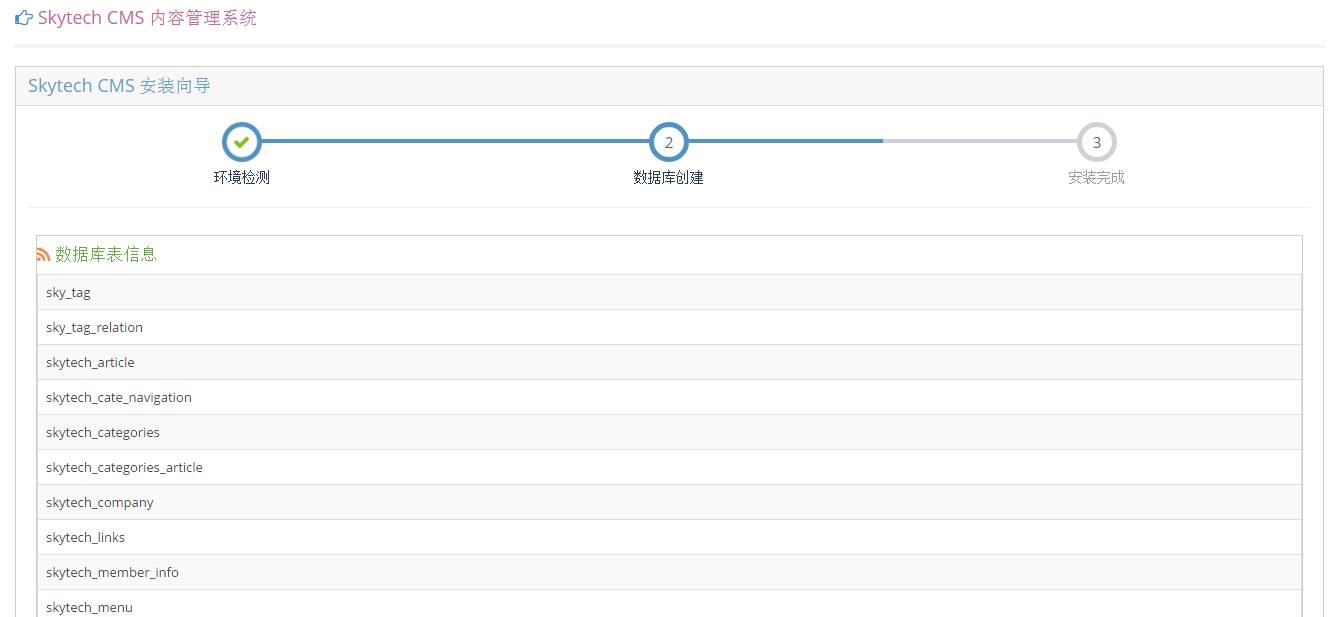 Skytech CMS 内容管理系统
Skytech CMS 安装向导
2
3
环境检测
数据库创建
安装完成
数据库表信息
sky_tag
sky_tag_relation
skytech_article
skytech_cate_navigation
skytech_categories
skytech_categories_article
skytech_company
skytech_links
skytech_member_info
skytech_menu